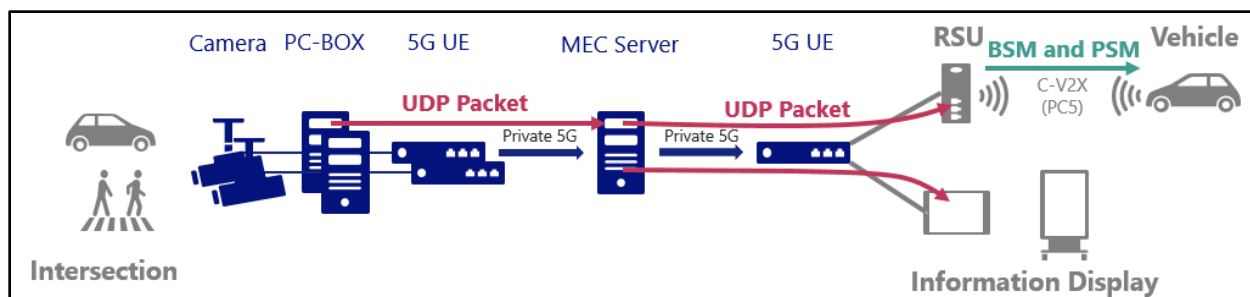 Camera PC-BOX 5G UE MEC Server 5G UE RSU Vehicle
BSM and PSM
UDP Packet UDP Packet C-V2X
(PC5)
Private 5G Private 5G
Intersection Information Display